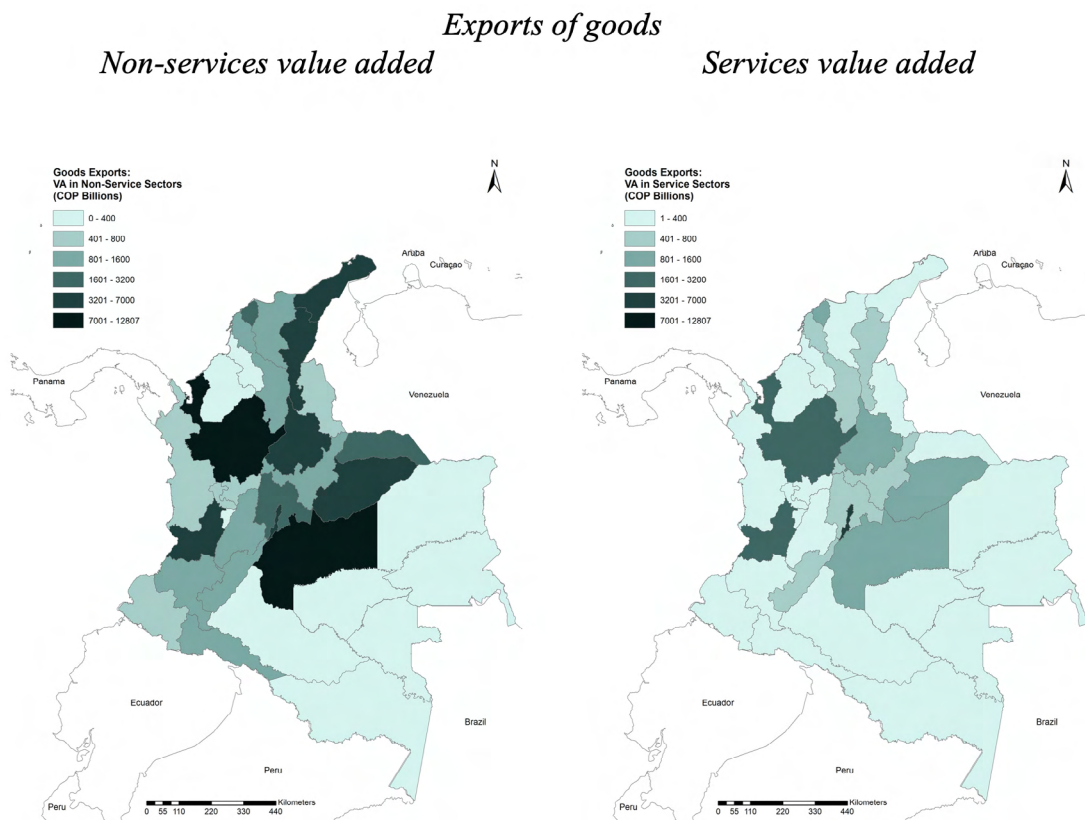 Exports of goods
Non-services value added
Services value added
N
Goods Exports:
VA in Non-Service Sectors
(COP Billions)
0 - 400
401 - 800
801 - 1600
1601 - 3200
3201 - 7000
7001 - 12807
Aruba
Curaçao
Panama
Venezuela
Ecuador
Brazil
Peru
Peru
Kilometers
0 55 110 220 330 440
N
Goods Exports:
VA in Service Sectors
(COP Billions)
1 - 400
401 - 800
801 - 1600
1601 - 3200
3201 - 7000
7001 - 12807
Aruba
Curaçao
Panama
Venezuela
Ecuador
Brazil
Peru
Peru
Kilometers
0 55 110 220 330 440